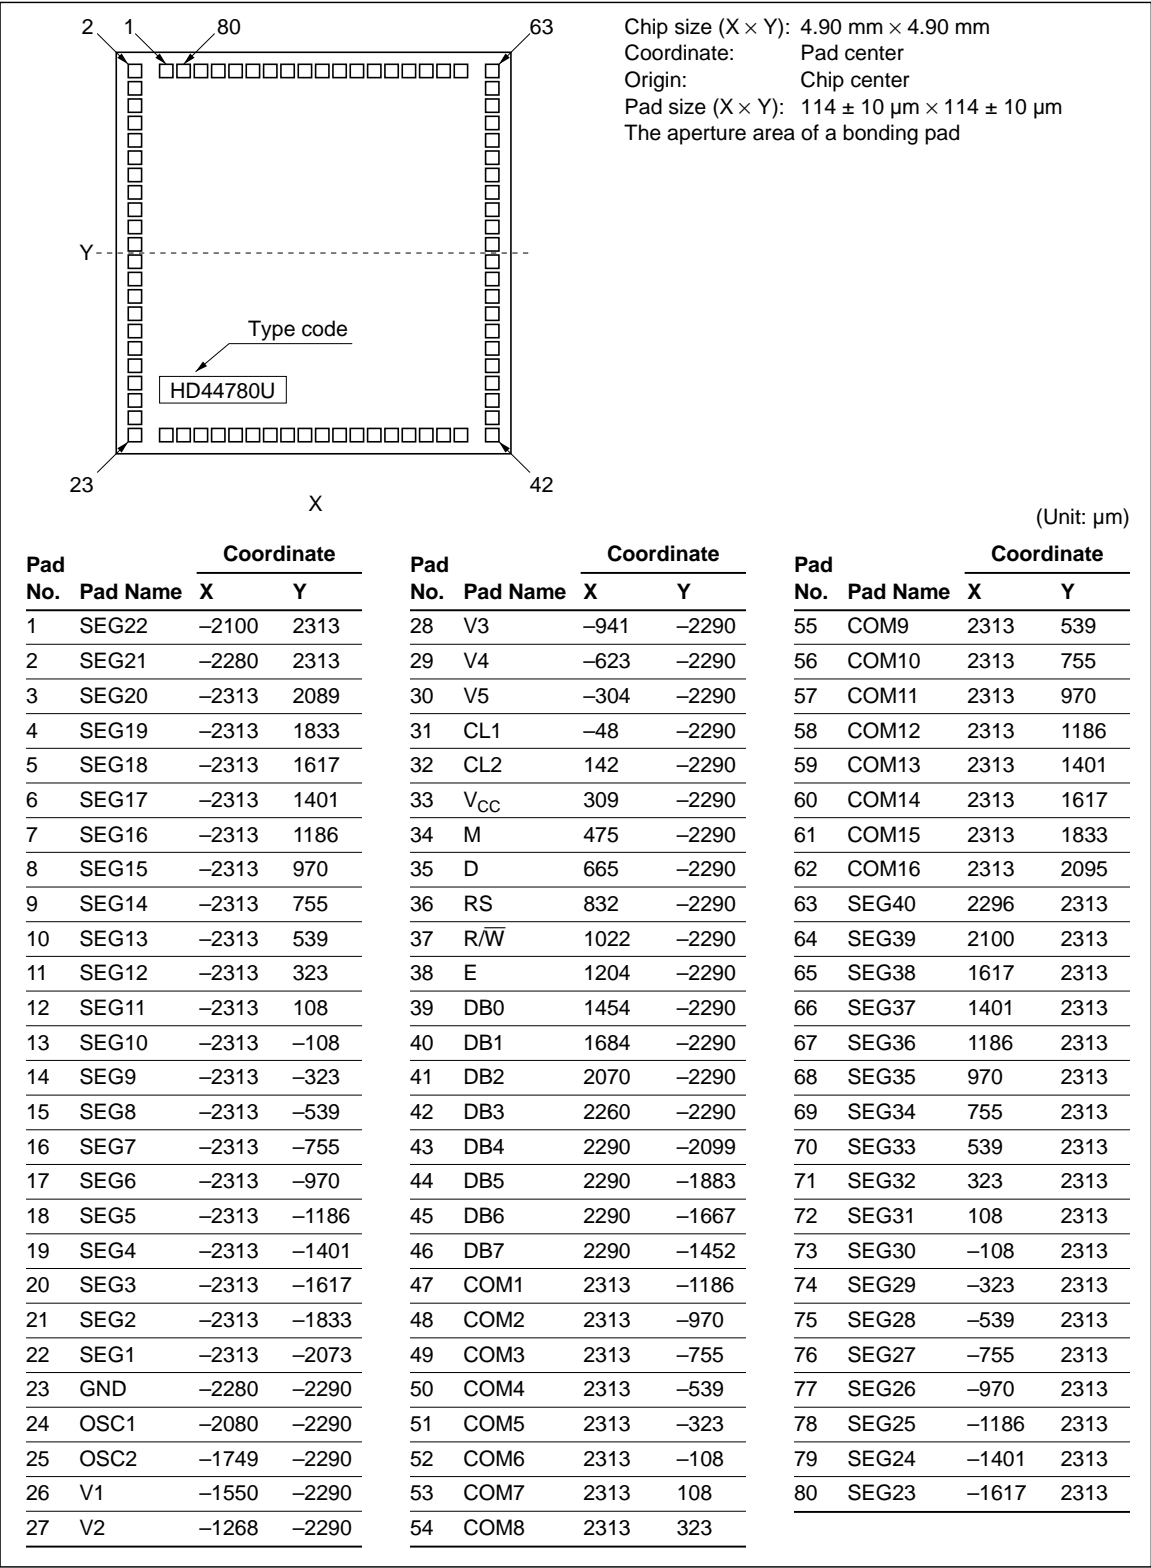 2 1 80 63
Chip size (X × Y): 4.90 mm × 4.90 mm
Coordinate: Pad center
Origin: Chip center
Pad size (X × Y): 114 ± 10 µm × 114 ± 10 µm
The aperture area of a bonding pad
Y
Type code
HD44780U
23 42
X
(Unit: µm)
Pad No. Pad Name Coordinate X Y
1 SEG22 –2100 2313
2 SEG21 –2280 2313
3 SEG20 –2313 2089
4 SEG19 –2313 1833
5 SEG18 –2313 1617
6 SEG17 –2313 1401
7 SEG16 –2313 1186
8 SEG15 –2313 970
9 SEG14 –2313 755
10 SEG13 –2313 539
11 SEG12 –2313 323
12 SEG11 –2313 108
13 SEG10 –2313 –108
14 SEG9 –2313 –323
15 SEG8 –2313 –539
16 SEG7 –2313 –755
17 SEG6 –2313 –970
18 SEG5 –2313 –1186
19 SEG4 –2313 –1401
20 SEG3 –2313 –1617
21 SEG2 –2313 –1833
22 SEG1 –2313 –2073
23 GND –2280 –2290
24 OSC1 –2080 –2290
25 OSC2 –1749 –2290
26 V1 –1550 –2290
27 V2 –1268 –2290
Pad No. Pad Name Coordinate X Y
28 V3 –941 –2290
29 V4 –623 –2290
30 V5 –304 –2290
31 CL1 –48 –2290
32 CL2 142 –2290
33 VCC 309 –2290
34 M 475 –2290
35 D 665 –2290
36 RS 832 –2290
37 R/W̅ 1022 –2290
38 E 1204 –2290
39 DB0 1454 –2290
40 DB1 1684 –2290
41 DB2 2070 –2290
42 DB3 2260 –2290
43 DB4 2290 –2099
44 DB5 2290 –1883
45 DB6 2290 –1667
46 DB7 2290 –1452
47 COM1 2313 –1186
48 COM2 2313 –970
49 COM3 2313 –755
50 COM4 2313 –539
51 COM5 2313 –323
52 COM6 2313 –108
53 COM7 2313 108
54 COM8 2313 323
Pad No. Pad Name Coordinate X Y
55 COM9 2313 539
56 COM10 2313 755
57 COM11 2313 970
58 COM12 2313 1186
59 COM13 2313 1401
60 COM14 2313 1617
61 COM15 2313 1833
62 COM16 2313 2095
63 SEG40 2296 2313
64 SEG39 2100 2313
65 SEG38 1617 2313
66 SEG37 1401 2313
67 SEG36 1186 2313
68 SEG35 970 2313
69 SEG34 755 2313
70 SEG33 539 2313
71 SEG32 323 2313
72 SEG31 108 2313
73 SEG30 –108 2313
74 SEG29 –323 2313
75 SEG28 –539 2313
76 SEG27 –755 2313
77 SEG26 –970 2313
78 SEG25 –1186 2313
79 SEG24 –1401 2313
80 SEG23 –1617 2313